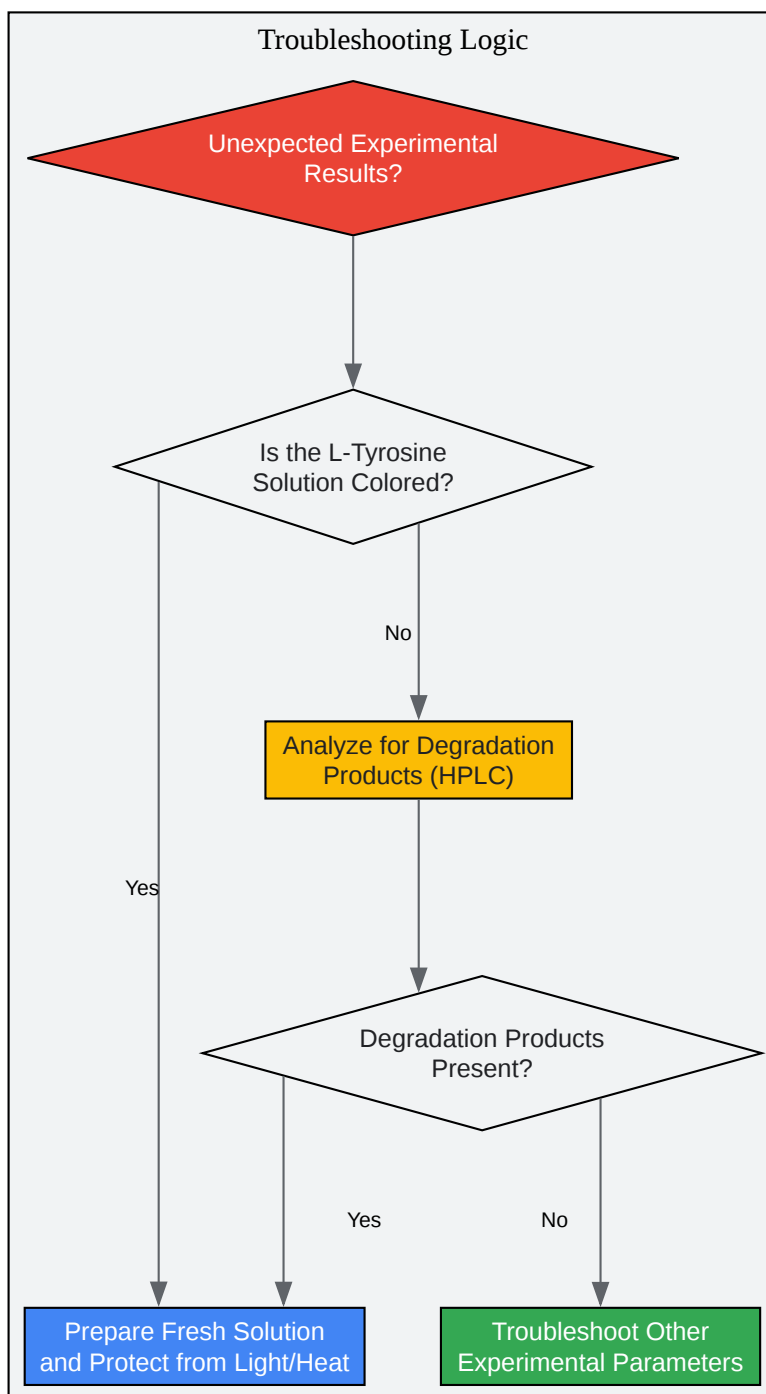 Troubleshooting Logic
Unexpected Experimental
Results?
Is the L-Tyrosine
Solution Colored?
No
Analyze for Degradation
Products (HPLC)
Yes
Degradation Products
Present?
Yes
No
Prepare Fresh Solution
and Protect from Light/Heat
Troubleshoot Other
Experimental Parameters